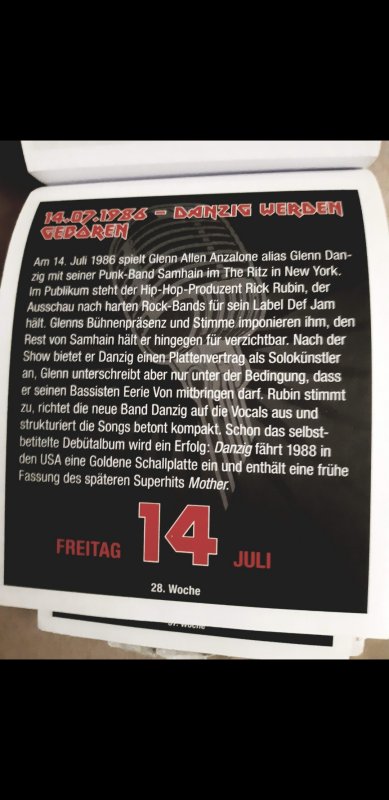 14.07.1986 – DANZIG WERDEN
GEBOREN
Am 14. Juli 1986 spielt Glenn Allen Anzalone alias Glenn Dan-
zig mit seiner Punk-Band Samhain im The Ritz in New York.
Im Publikum steht der Hip-Hop-Produzent Rick Rubin, der
Ausschau nach harten Rock-Bands für sein Label Def Jam
hält. Glenns Bühnenpräsenz und Stimme imponieren ihm, den
Rest von Samhain hält er hingegen für verzichtbar. Nach der
Show bietet er Danzig einen Plattenvertrag als Solokünstler
an, Glenn unterschreibt aber nur unter der Bedingung, dass
er seinen Bassisten Eerie Von mitbringen darf. Rubin stimmt
zu, richtet die neue Band Danzig auf die Vocals aus und
strukturiert die Songs betont kompakt. Schon das selbst-
betitelte Debütalbum wird ein Erfolg: Danzig fährt 1988 in
den USA eine Goldene Schallplatte ein und enthält eine frühe
Fassung des späteren Superhits Mother.
FREITAG 14 JULI
28. Woche
Woche